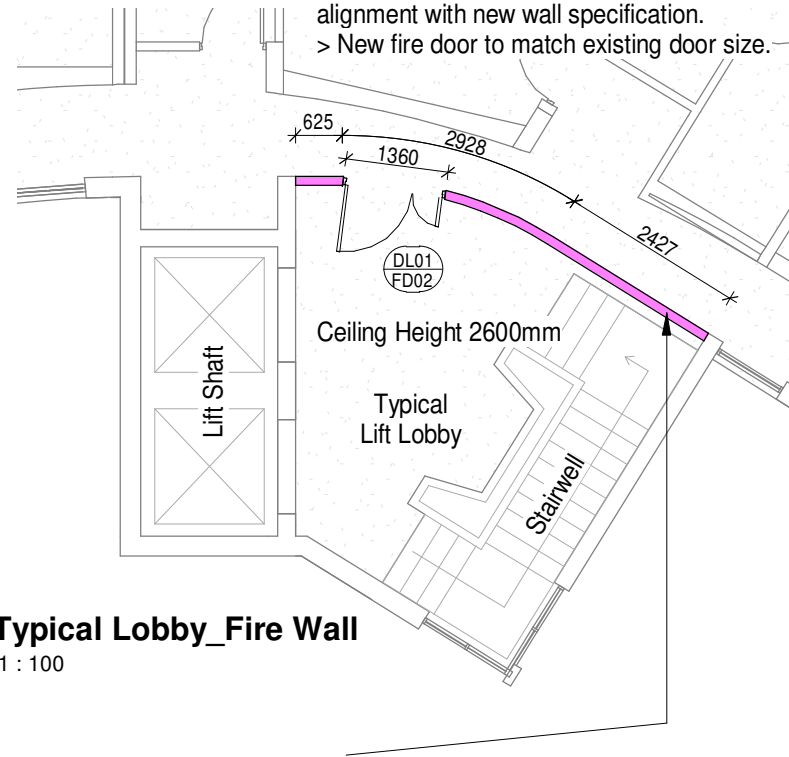 alignment with new wall specification.
> New fire door to match existing door size.
625
2928
1360
2427
DL01
FD02
Ceiling Height 2600mm
Lift Shaft
Typical
Lift Lobby
Stairwell
Typical Lobby_Fire Wall
1 : 100